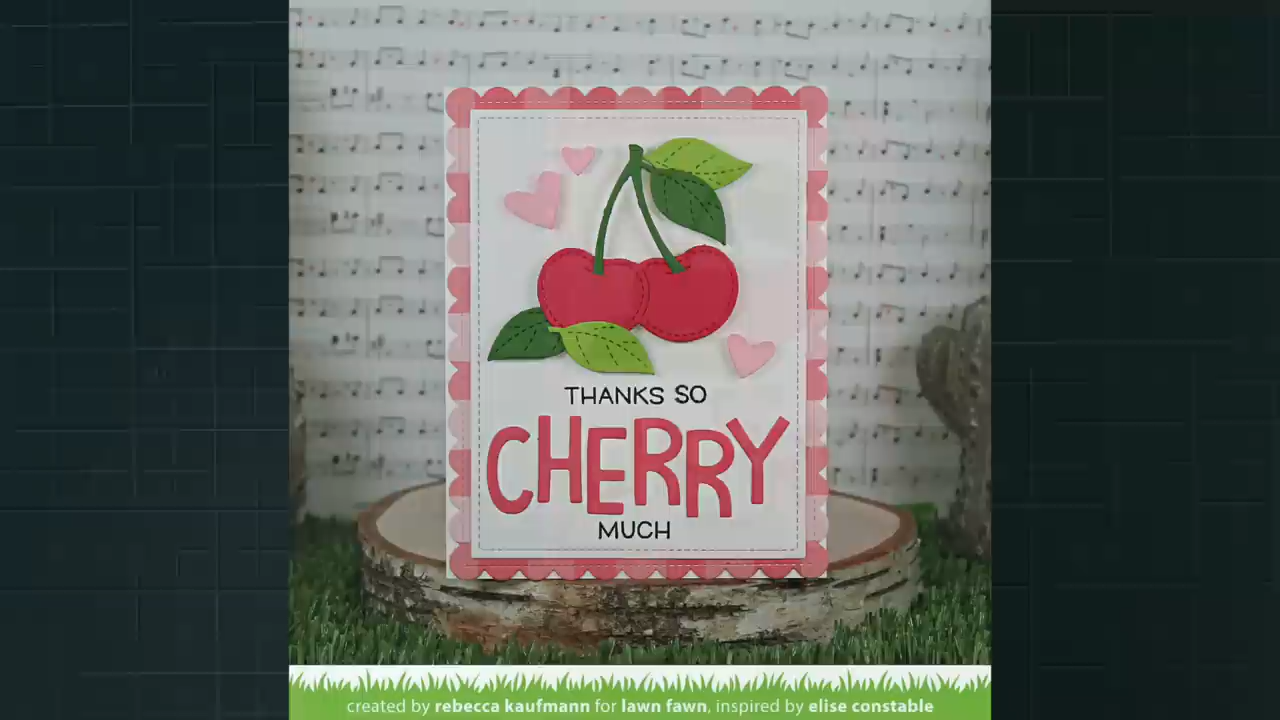 THANKS SO
CHERRY
MUCH
created by rebecca kaufmann for lawn fawn, inspired by elise constable